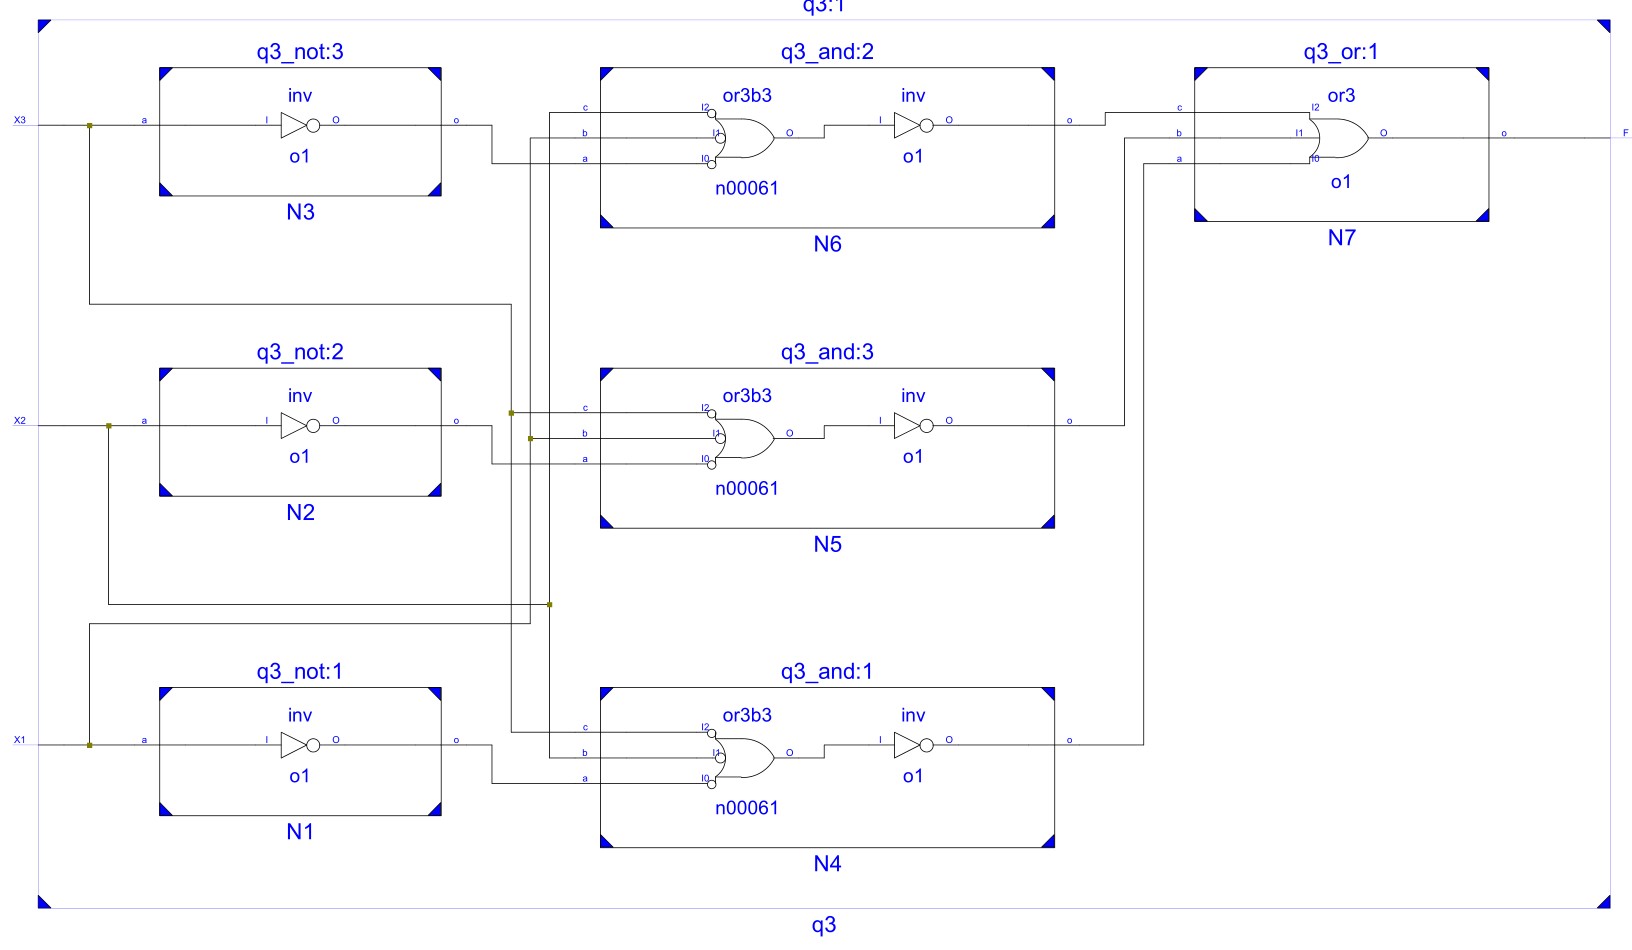 q3:1
q3_not:3
q3_and:2
q3_or:1
inv
or3b3
inv
or3
X3
a
I
O
o
c
I2
b
I1
a
I0
O
I
O
o
c
I2
b
I1
a
I0
O
o
F
o1
n00061
o1
o1
N3
N6
N7
q3_not:2
q3_and:3
inv
or3b3
inv
X2
a
I
O
o
c
I2
b
I1
a
I0
O
I
O
o
o1
n00061
o1
N2
N5
q3_not:1
q3_and:1
inv
or3b3
inv
X1
a
I
O
o
c
I2
b
I1
a
I0
O
I
O
o
o1
n00061
o1
N1
N4
q3